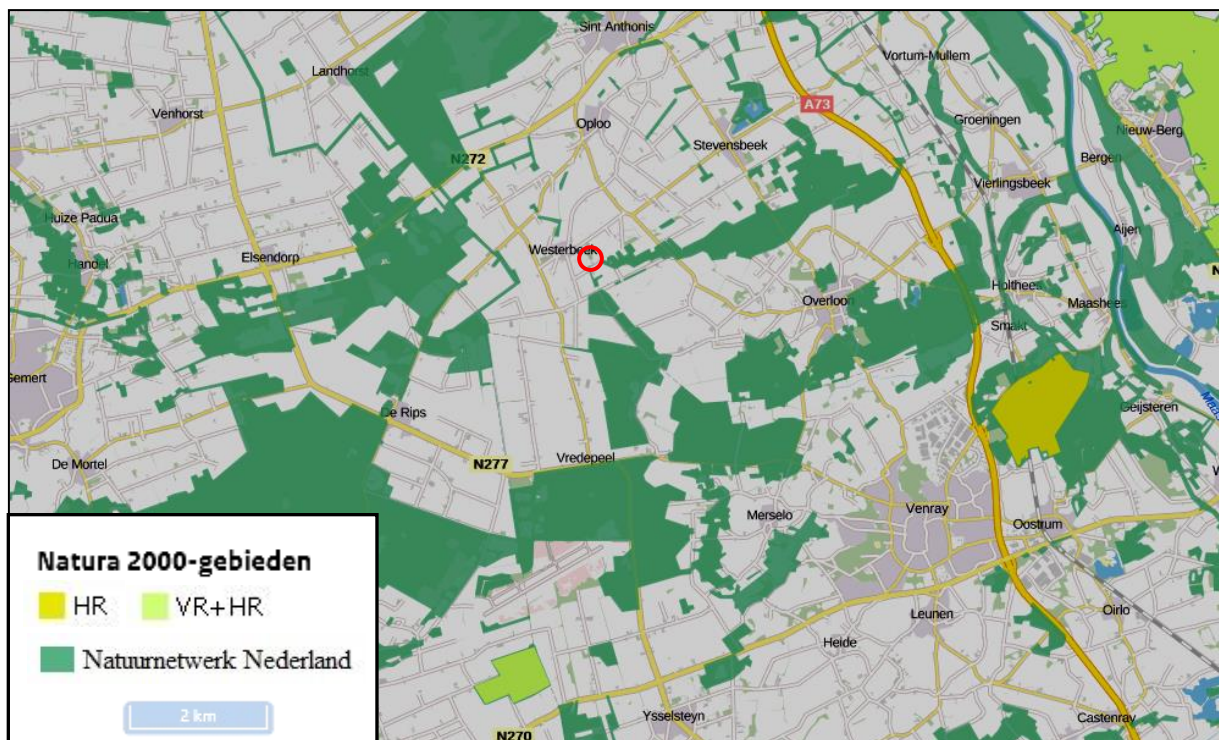 Sint Anthonis
Vortum-Mullem
Landhorst
Venhorst
A73
Groeningen
Oploo
Nieuw-Berg
Stevensbeek
N272
Bergen
Vierlingsbeek
Huize Padua
Aijen
Westerbeek
Elsendorp
Handel
Holthees
Overloon
Maashees
Smakt
Gemert
De Rips
Geijsteren
Vredepeel
De Mortel
N277
Venray
Merselo
Oostrum
Natura 2000-gebieden
HR
VR+HR
Oirlo
Leunen
Heide
Natuurnetwerk Nederland
2 km
Ysselsteyn
Castenray
N270